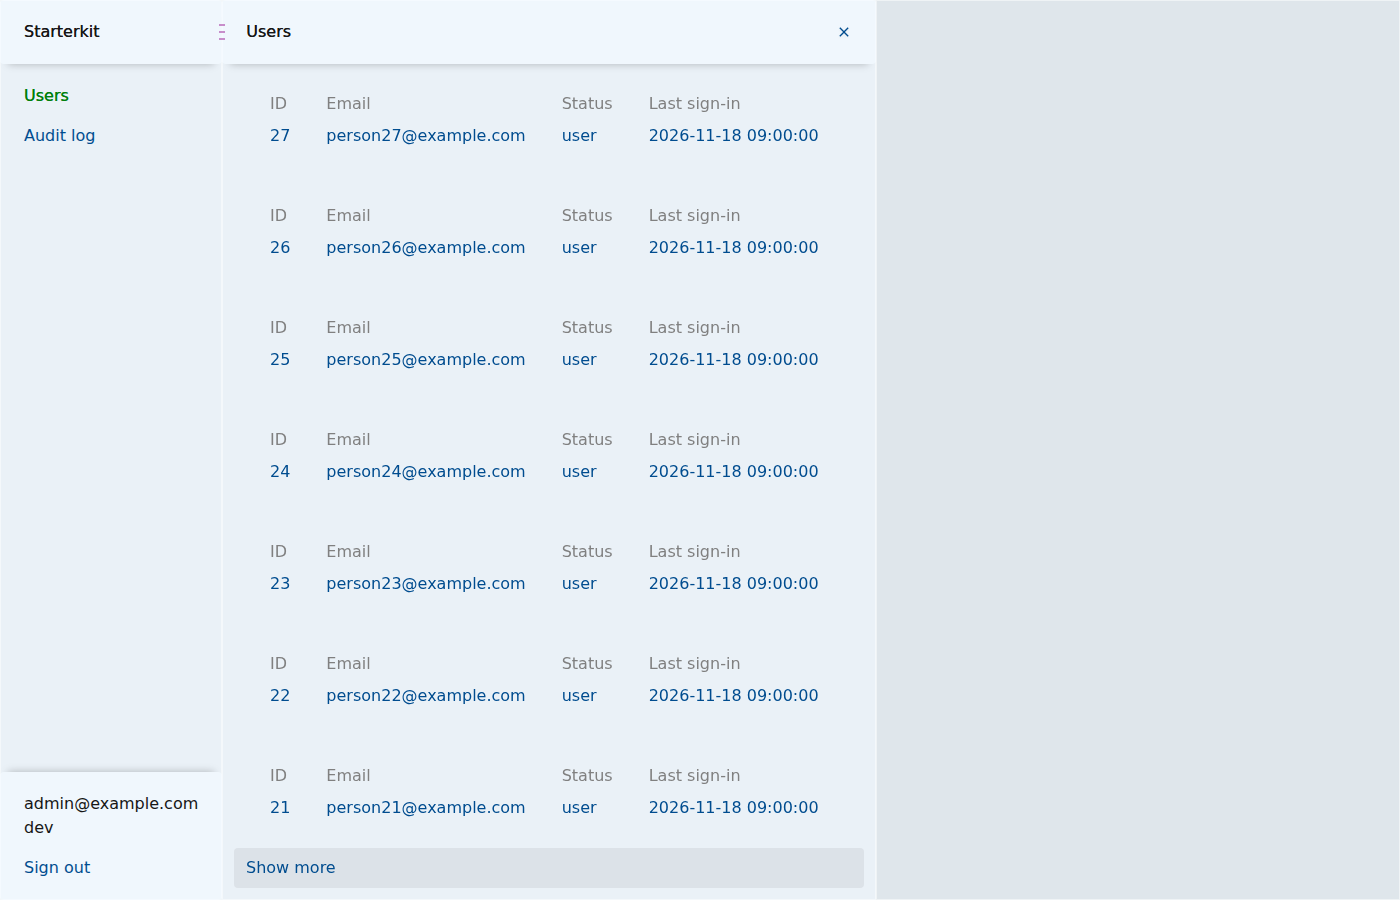 Starterkit
Users
Audit log
admin@example.com
dev
Sign out
Users ×
ID Email Status Last sign-in
27 person27@example.com user 2026-11-18 09:00:00
ID Email Status Last sign-in
26 person26@example.com user 2026-11-18 09:00:00
ID Email Status Last sign-in
25 person25@example.com user 2026-11-18 09:00:00
ID Email Status Last sign-in
24 person24@example.com user 2026-11-18 09:00:00
ID Email Status Last sign-in
23 person23@example.com user 2026-11-18 09:00:00
ID Email Status Last sign-in
22 person22@example.com user 2026-11-18 09:00:00
ID Email Status Last sign-in
21 person21@example.com user 2026-11-18 09:00:00
Show more